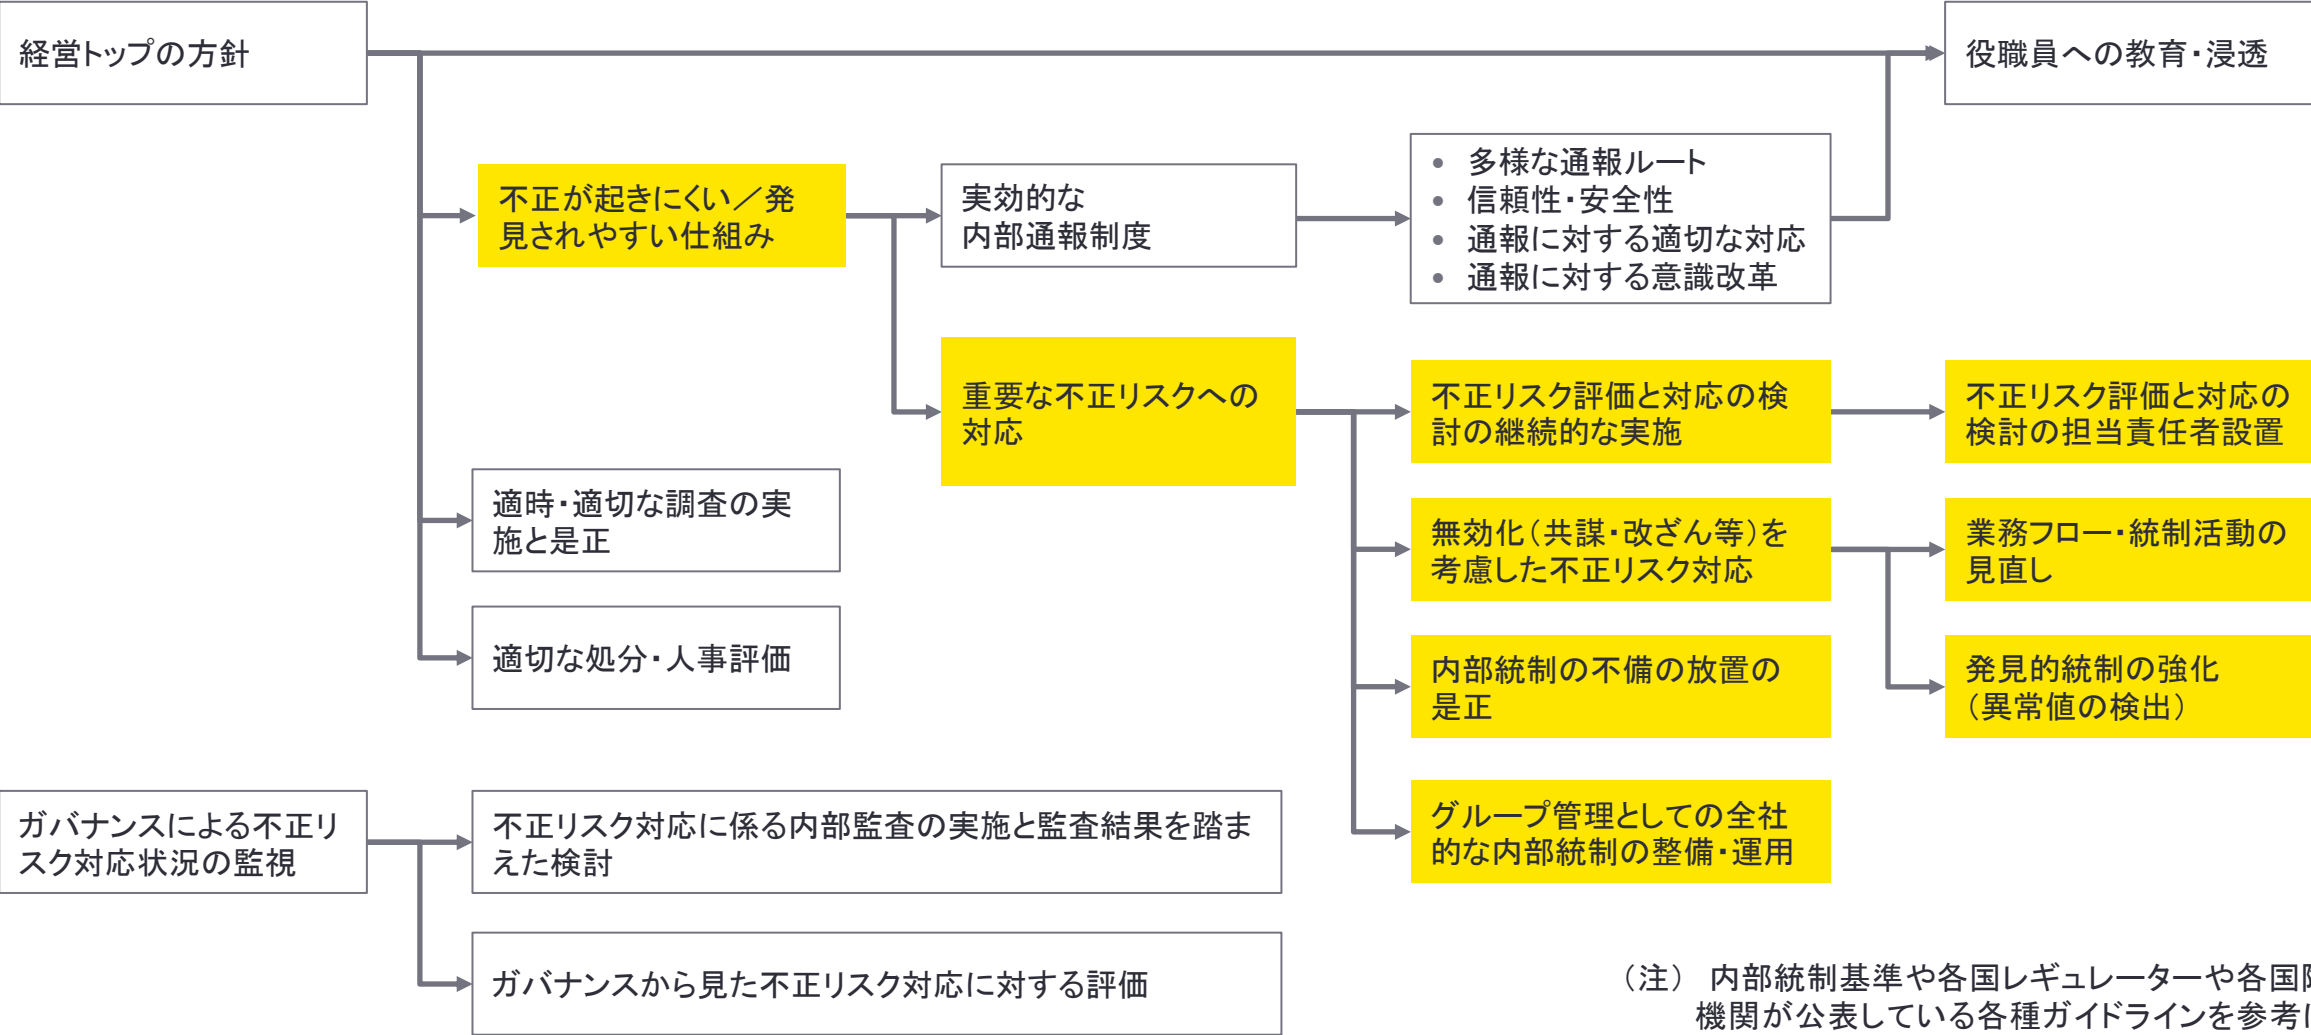 経営トップの方針
役職員への教育・浸透
不正が起きにくい／発
見されやすい仕組み
実効的な
内部通報制度
• 多様な通報ルート
• 信頼性・安全性
• 通報に対する適切な対応
• 通報に対する意識改革
重要な不正リスクへの
対応
不正リスク評価と対応の検
討の継続的な実施
不正リスク評価と対応の
検討の担当責任者設置
適時・適切な調査の実
施と是正
無効化（共謀・改ざん等）を
考慮した不正リスク対応
業務フロー・統制活動の
見直し
適切な処分・人事評価
内部統制の不備の放置の
是正
発見的統制の強化
（異常値の検出）
グループ管理としての全社
的な内部統制の整備・運用
ガバナンスによる不正リ
スク対応状況の監視
不正リスク対応に係る内部監査の実施と監査結果を踏ま
えた検討
ガバナンスから見た不正リスク対応に対する評価
（注） 内部統制基準や各国レギュレーターや各国
機関が公表している各種ガイドラインを参考